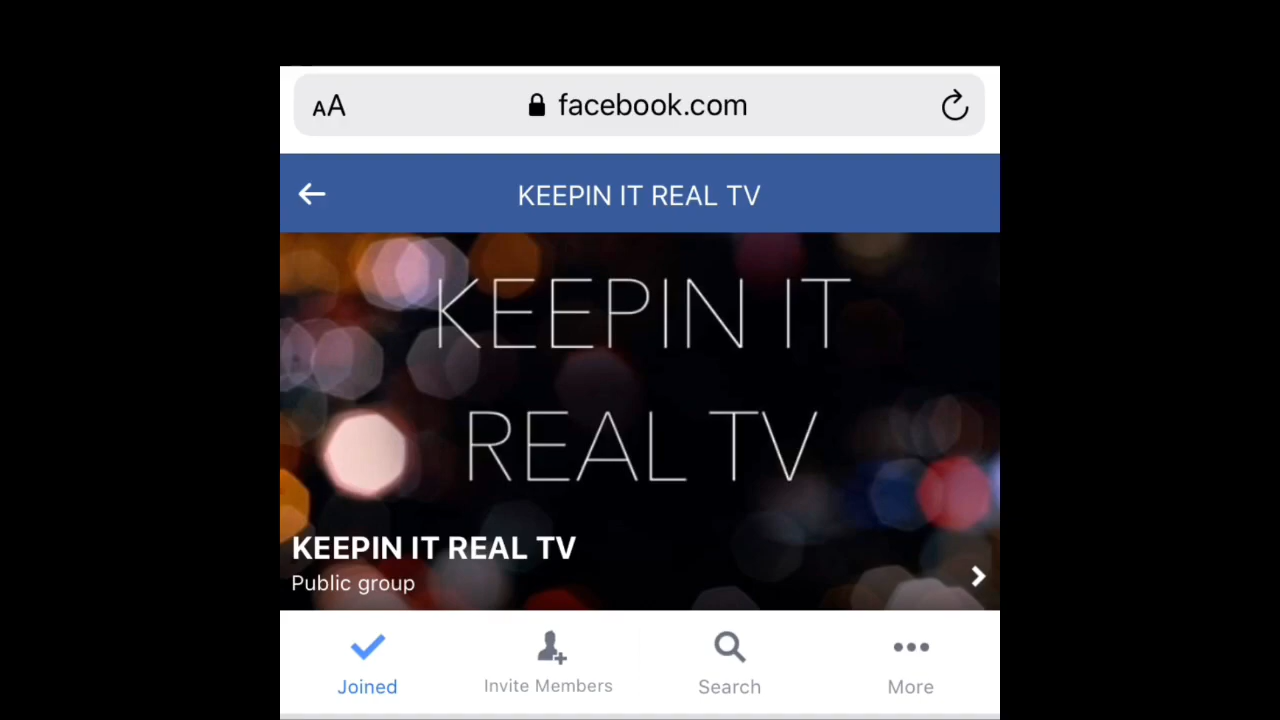 AA facebook.com
KEEPIN IT REAL TV
KEEPIN IT
REAL TV
KEEPIN IT REAL TV
Public group
Joined Invite Members Search More